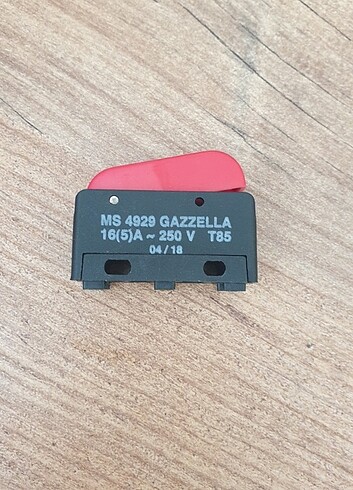 MS 4929 GAZZELLA
16(5)A ~ 250 V T85
04/18